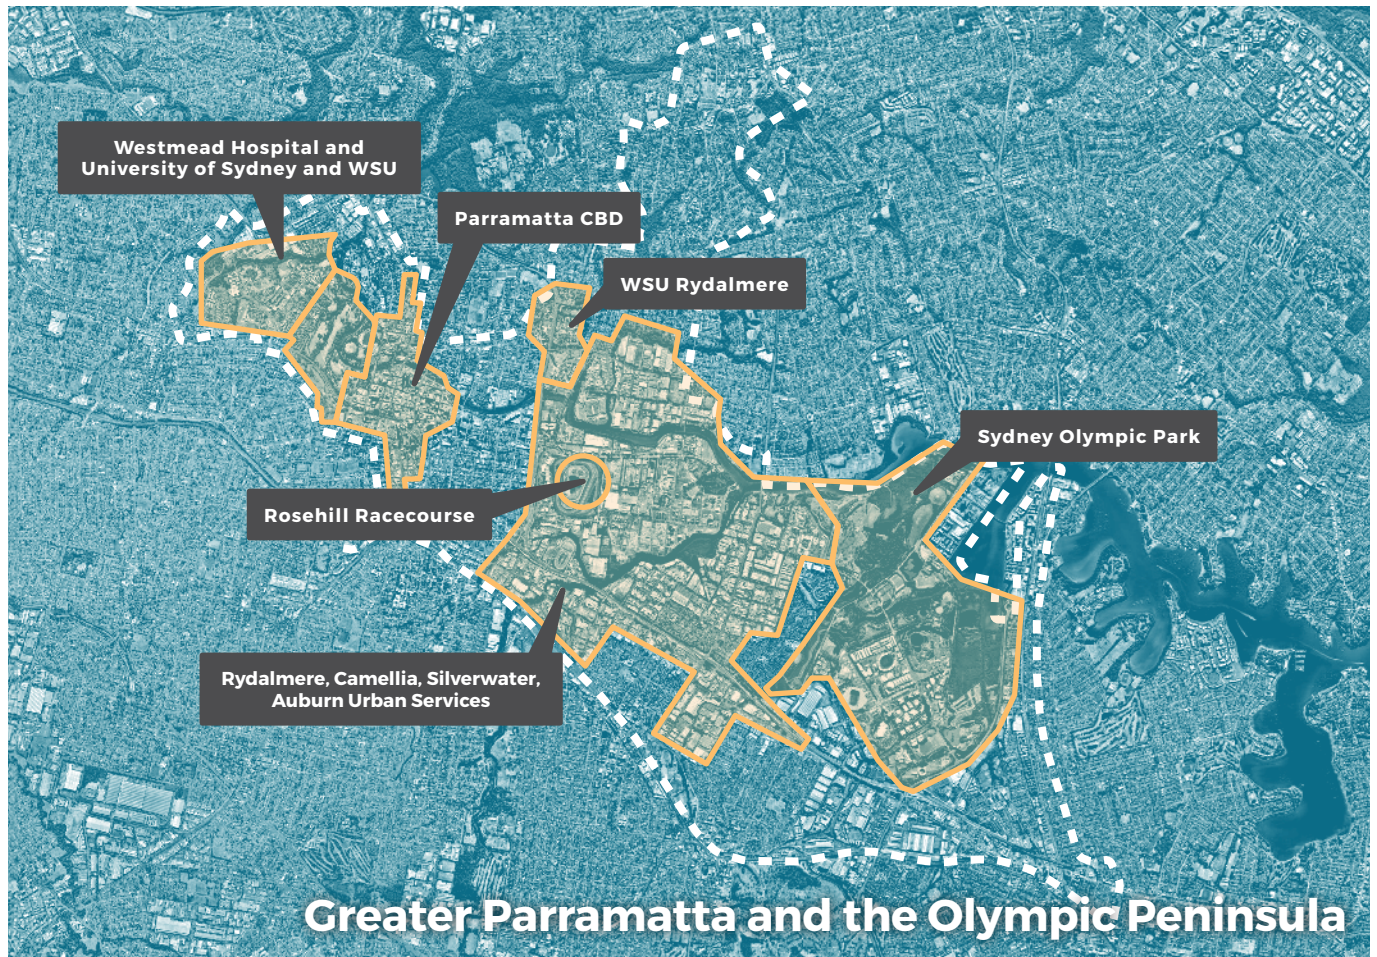 Westmead Hospital and
University of Sydney and WSU
Parramatta CBD
WSU Rydalmere
Sydney Olympic Park
Rosehill Racecourse
Rydalmere, Camellia, Silverwater,
Auburn Urban Services
Greater Parramatta and the Olympic Peninsula